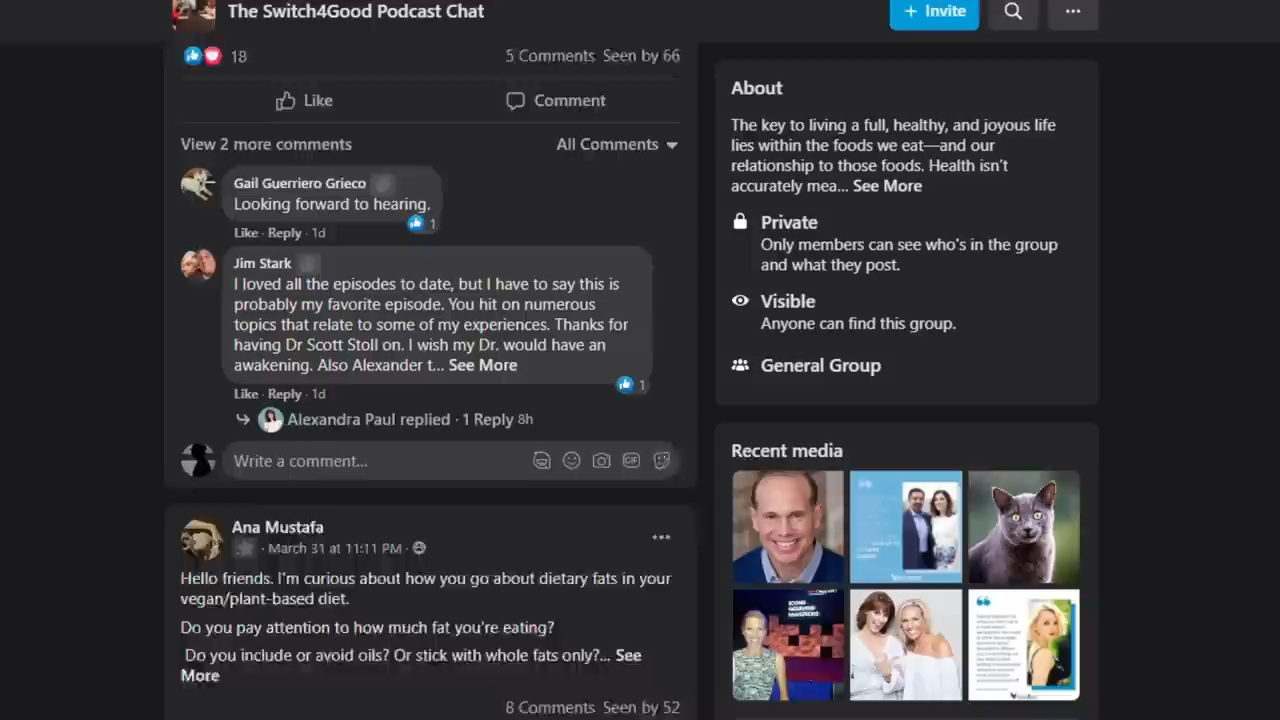 The Switch4Good Podcast Chat
+ Invite
18
5 Comments Seen by 66
Like
Comment
View 2 more comments
All Comments
Gail Guerriero Grieco
Looking forward to hearing.
1
Like · Reply · 1d
Jim Stark
I loved all the episodes to date, but I have to say this is
probably my favorite episode. You hit on numerous
topics that relate to some of my experiences. Thanks for
having Dr Scott Stoll on. I wish my Dr. would have an
awakening. Also Alexander t... See More
1
Like · Reply · 1d
Alexandra Paul replied · 1 Reply 8h
Write a comment...
GIF
Ana Mustafa
· March 31 at 11:11 PM ·
Hello friends. I'm curious about how you go about dietary fats in your
vegan/plant-based diet.
Do you pay attention to how much fat you're eating?
Do you include or avoid oils? Or stick with whole fats only?... See
More
8 Comments Seen by 52
About
The key to living a full, healthy, and joyous life
lies within the foods we eat—and our
relationship to those foods. Health isn't
accurately mea... See More
Private
Only members can see who's in the group
and what they post.
Visible
Anyone can find this group.
General Group
Recent media